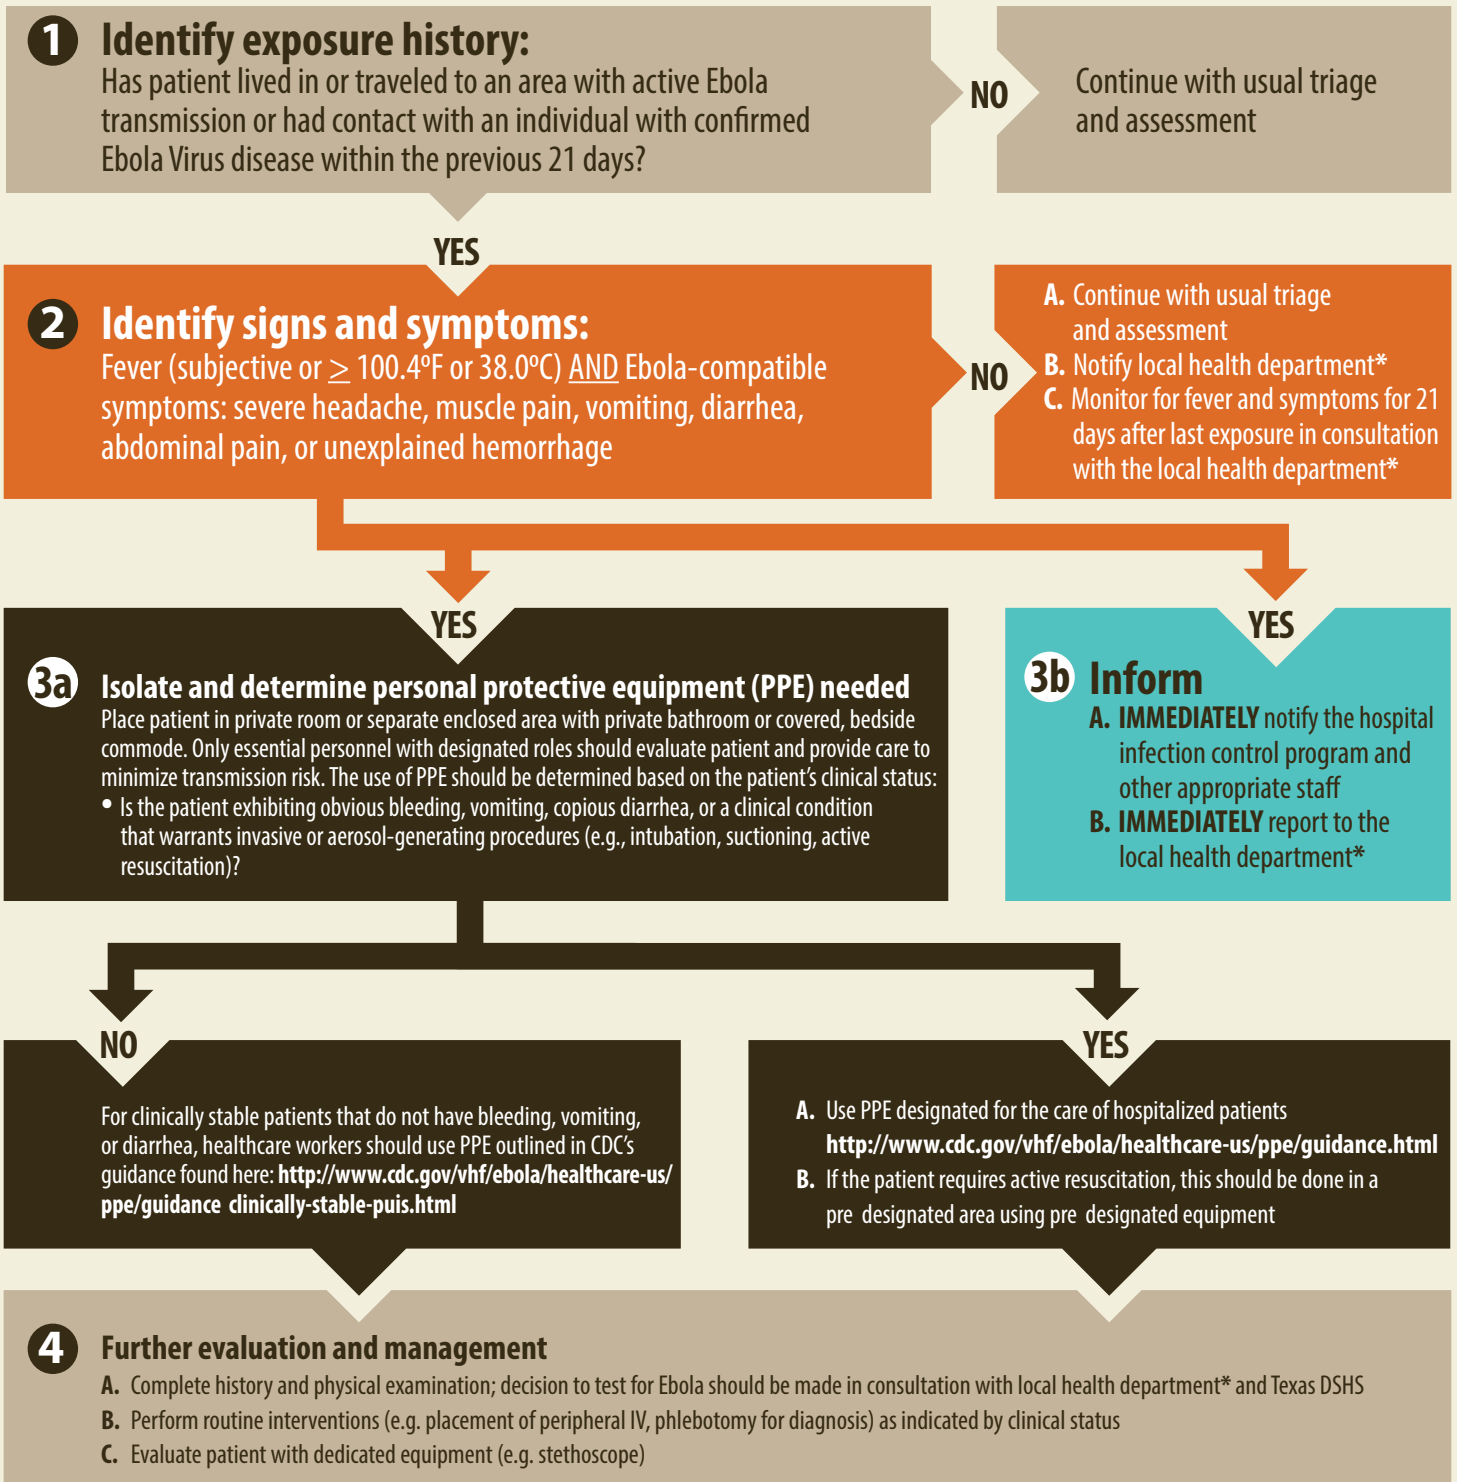 1 Identify exposure history:
Has patient lived in or traveled to an area with active Ebola
transmission or had contact with an individual with confirmed
Ebola Virus disease within the previous 21 days?
NO
Continue with usual triage
and assessment
YES
2 Identify signs and symptoms:
Fever (subjective or ≥ 100.4ºF or 38.0ºC) AND Ebola-compatible
symptoms: severe headache, muscle pain, vomiting, diarrhea,
abdominal pain, or unexplained hemorrhage
NO
A. Continue with usual triage
and assessment
B. Notify local health department*
C. Monitor for fever and symptoms for 21
days after last exposure in consultation
with the local health department*
YES
3a Isolate and determine personal protective equipment (PPE) needed
Place patient in private room or separate enclosed area with private bathroom or covered, bedside
commode. Only essential personnel with designated roles should evaluate patient and provide care to
minimize transmission risk. The use of PPE should be determined based on the patient's clinical status:
• Is the patient exhibiting obvious bleeding, vomiting, copious diarrhea, or a clinical condition
that warrants invasive or aerosol-generating procedures (e.g., intubation, suctioning, active
resuscitation)?
YES
3b Inform
A. IMMEDIATELY notify the hospital
infection control program and
other appropriate staff
B. IMMEDIATELY report to the
local health department*
NO
For clinically stable patients that do not have bleeding, vomiting,
or diarrhea, healthcare workers should use PPE outlined in CDC's
guidance found here: http://www.cdc.gov/vhf/ebola/healthcare-us/
ppe/guidance clinically-stable-puis.html
YES
A. Use PPE designated for the care of hospitalized patients
http://www.cdc.gov/vhf/ebola/healthcare-us/ppe/guidance.html
B. If the patient requires active resuscitation, this should be done in a
pre designated area using pre designated equipment
4 Further evaluation and management
A. Complete history and physical examination; decision to test for Ebola should be made in consultation with local health department* and Texas DSHS
B. Perform routine interventions (e.g. placement of peripheral IV, phlebotomy for diagnosis) as indicated by clinical status
C. Evaluate patient with dedicated equipment (e.g. stethoscope)